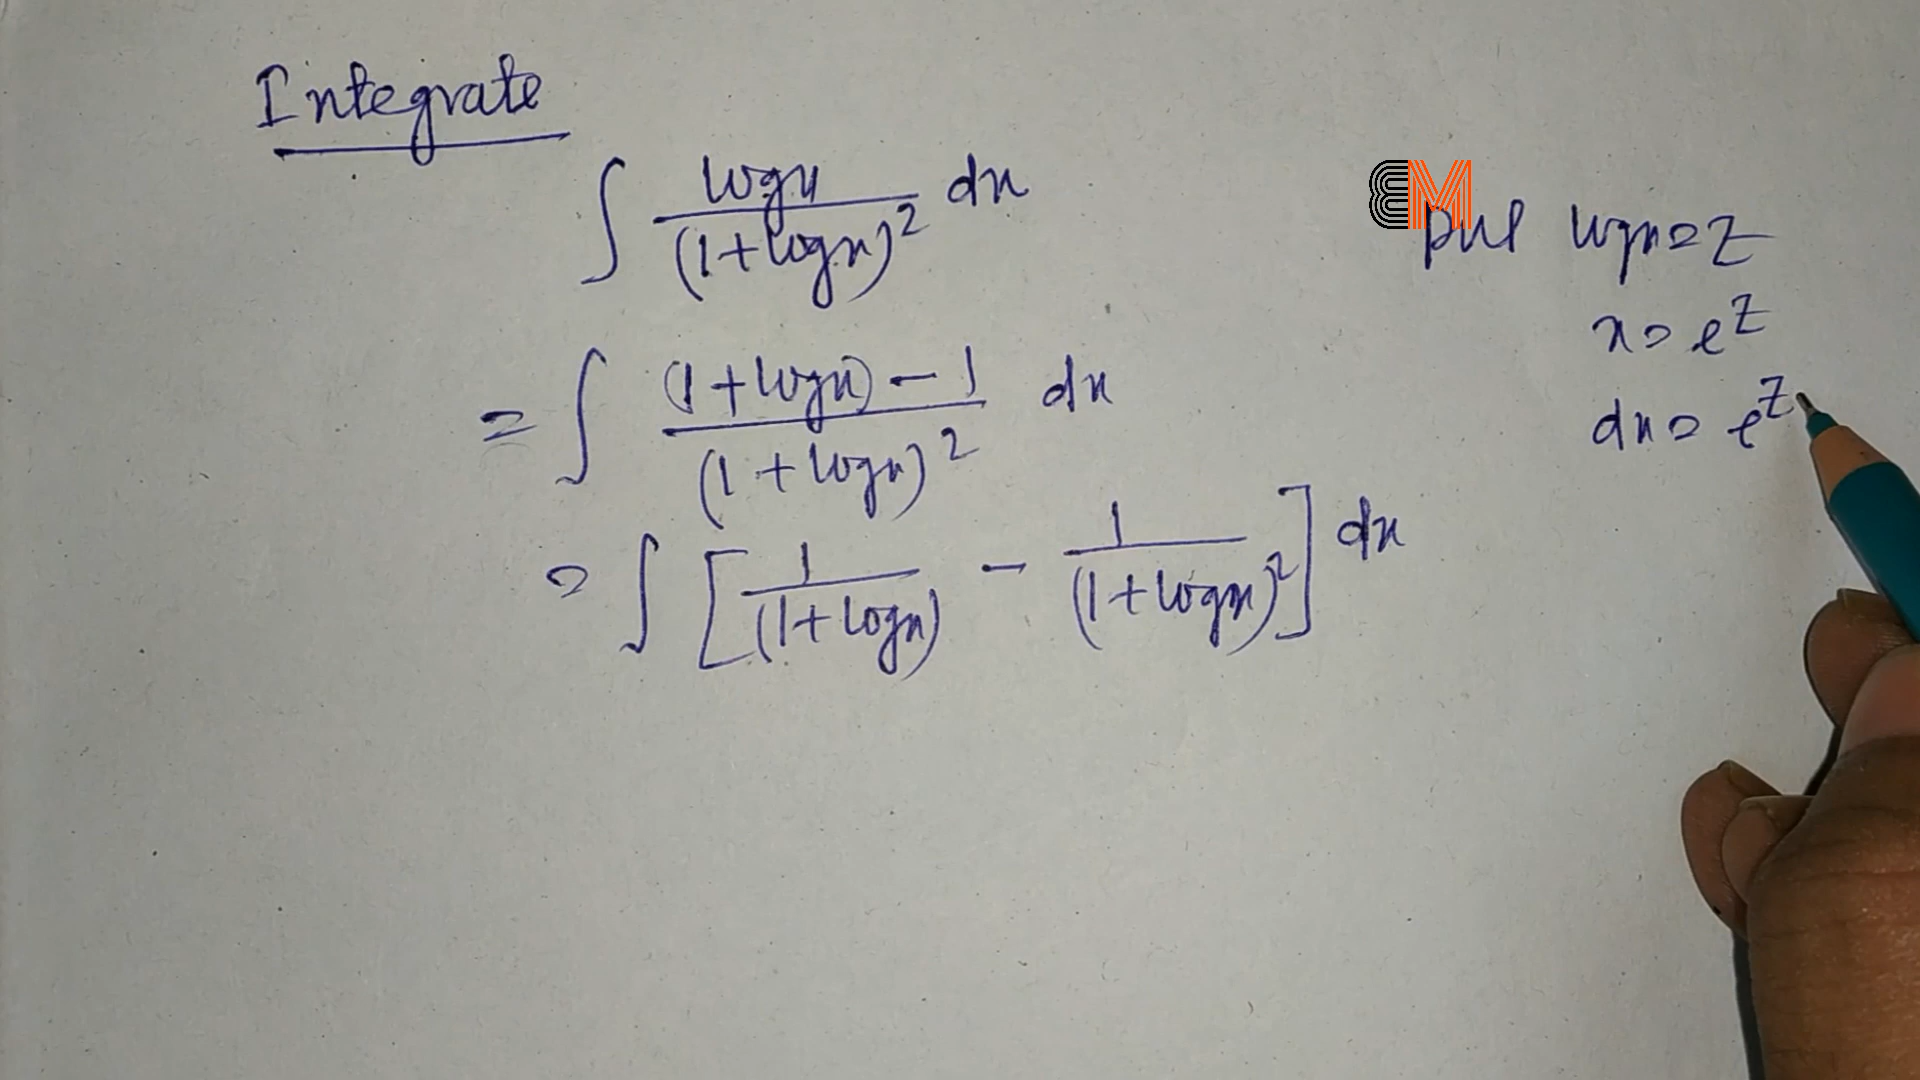 Integrate
∫ logx/(1+logx)² dx
= ∫ (1+logx)-1/(1+logx)² dx
= ∫ [1/(1+logx) - 1/(1+logx)²] dx
EM
put logx=z
x=e^z
dx=e^z